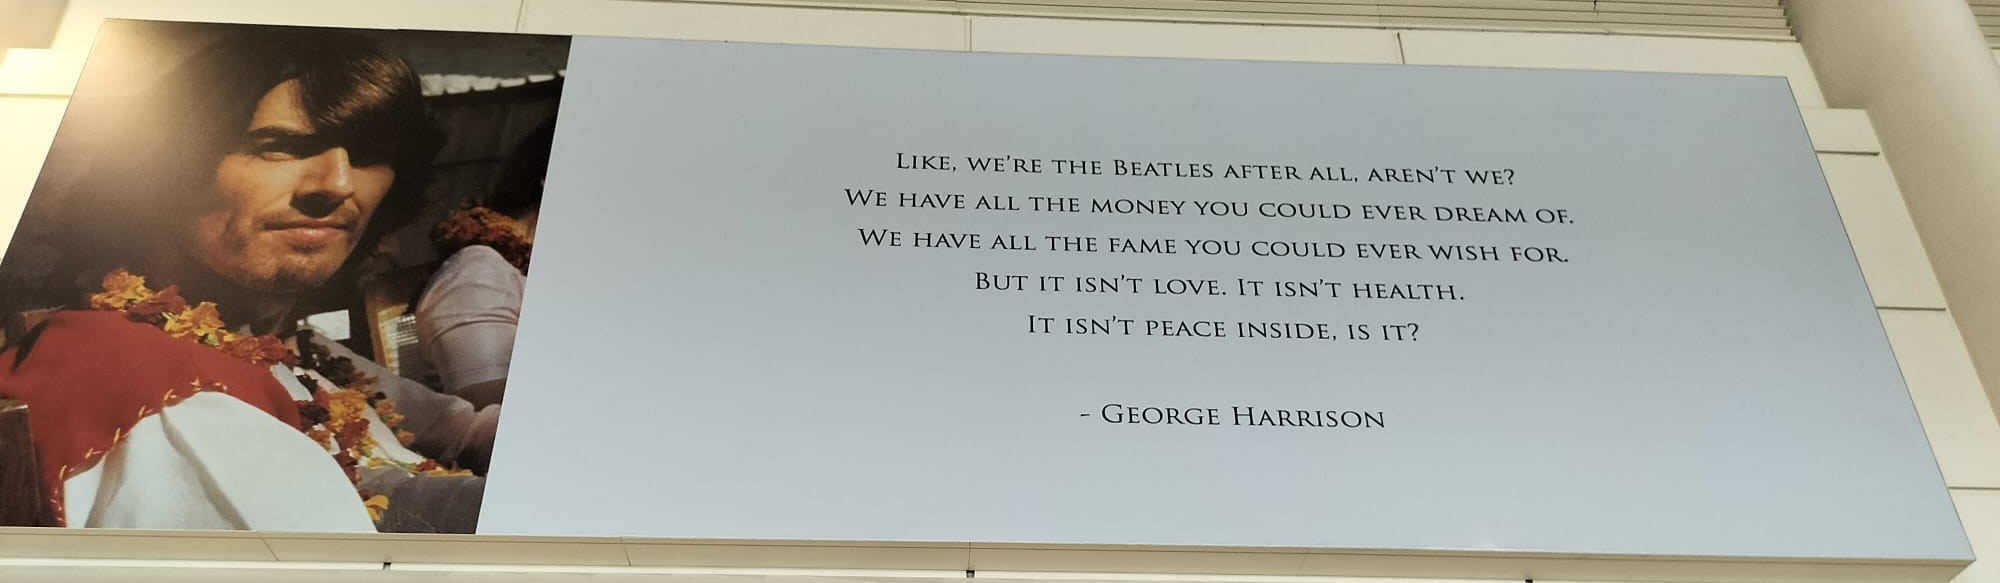 Like, we're the Beatles after all, aren't we?
We have all the money you could ever dream of.
We have all the fame you could ever wish for.
But it isn't love. It isn't health.
It isn't peace inside, is it?
- George Harrison